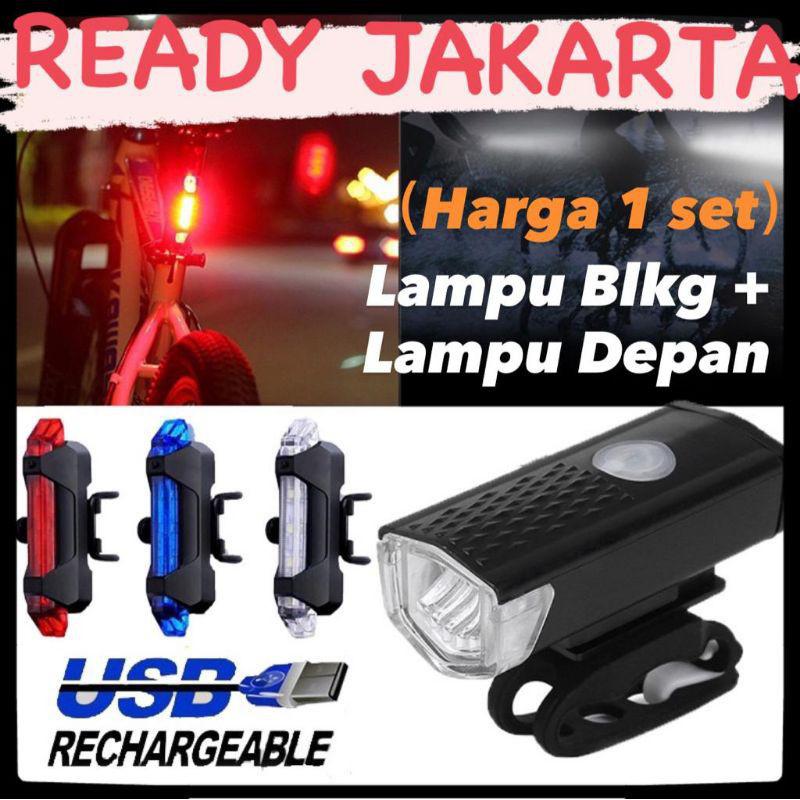 READY JAKARTA
(Harga 1 set)
Lampu Blkg +
Lampu Depan
USB
RECHARGEABLE